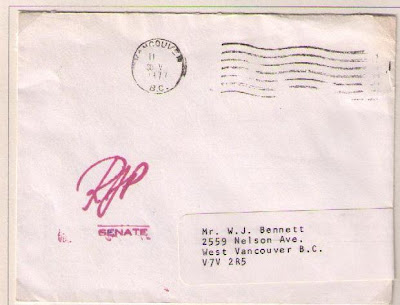 VANCOUVER
B.C.
SENATE
Mr. W.J. Bennett
2559 Nelson Ave.
West Vancouver B.C.
V7V 2R5